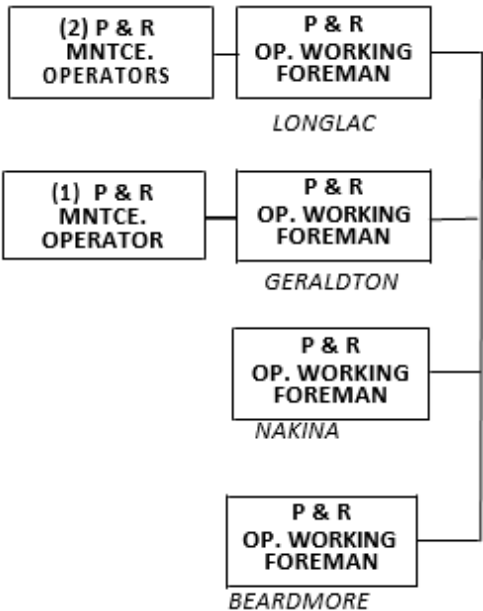 (2) P & R
MNTCE.
OPERATORS
P & R
OP. WORKING
FOREMAN
LONGLAC
(1) P & R
MNTCE.
OPERATOR
P & R
OP. WORKING
FOREMAN
GERALDTON
P & R
OP. WORKING
FOREMAN
NAKINA
P & R
OP. WORKING
FOREMAN
BEARDMORE